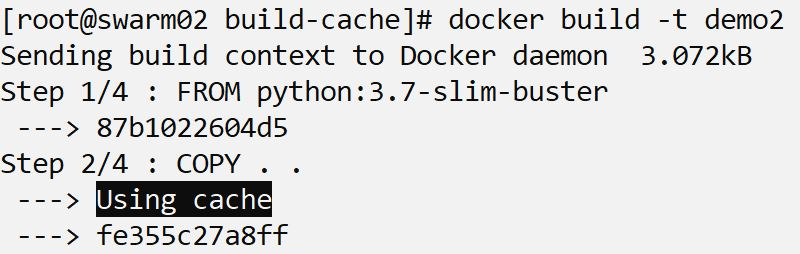 [root@swarm02 build-cache]# docker build -t demo2
Sending build context to Docker daemon  3.072kB
Step 1/4 : FROM python:3.7-slim-buster
 ---> 87b1022604d5
Step 2/4 : COPY . .
 ---> Using cache
 ---> fe355c27a8ff